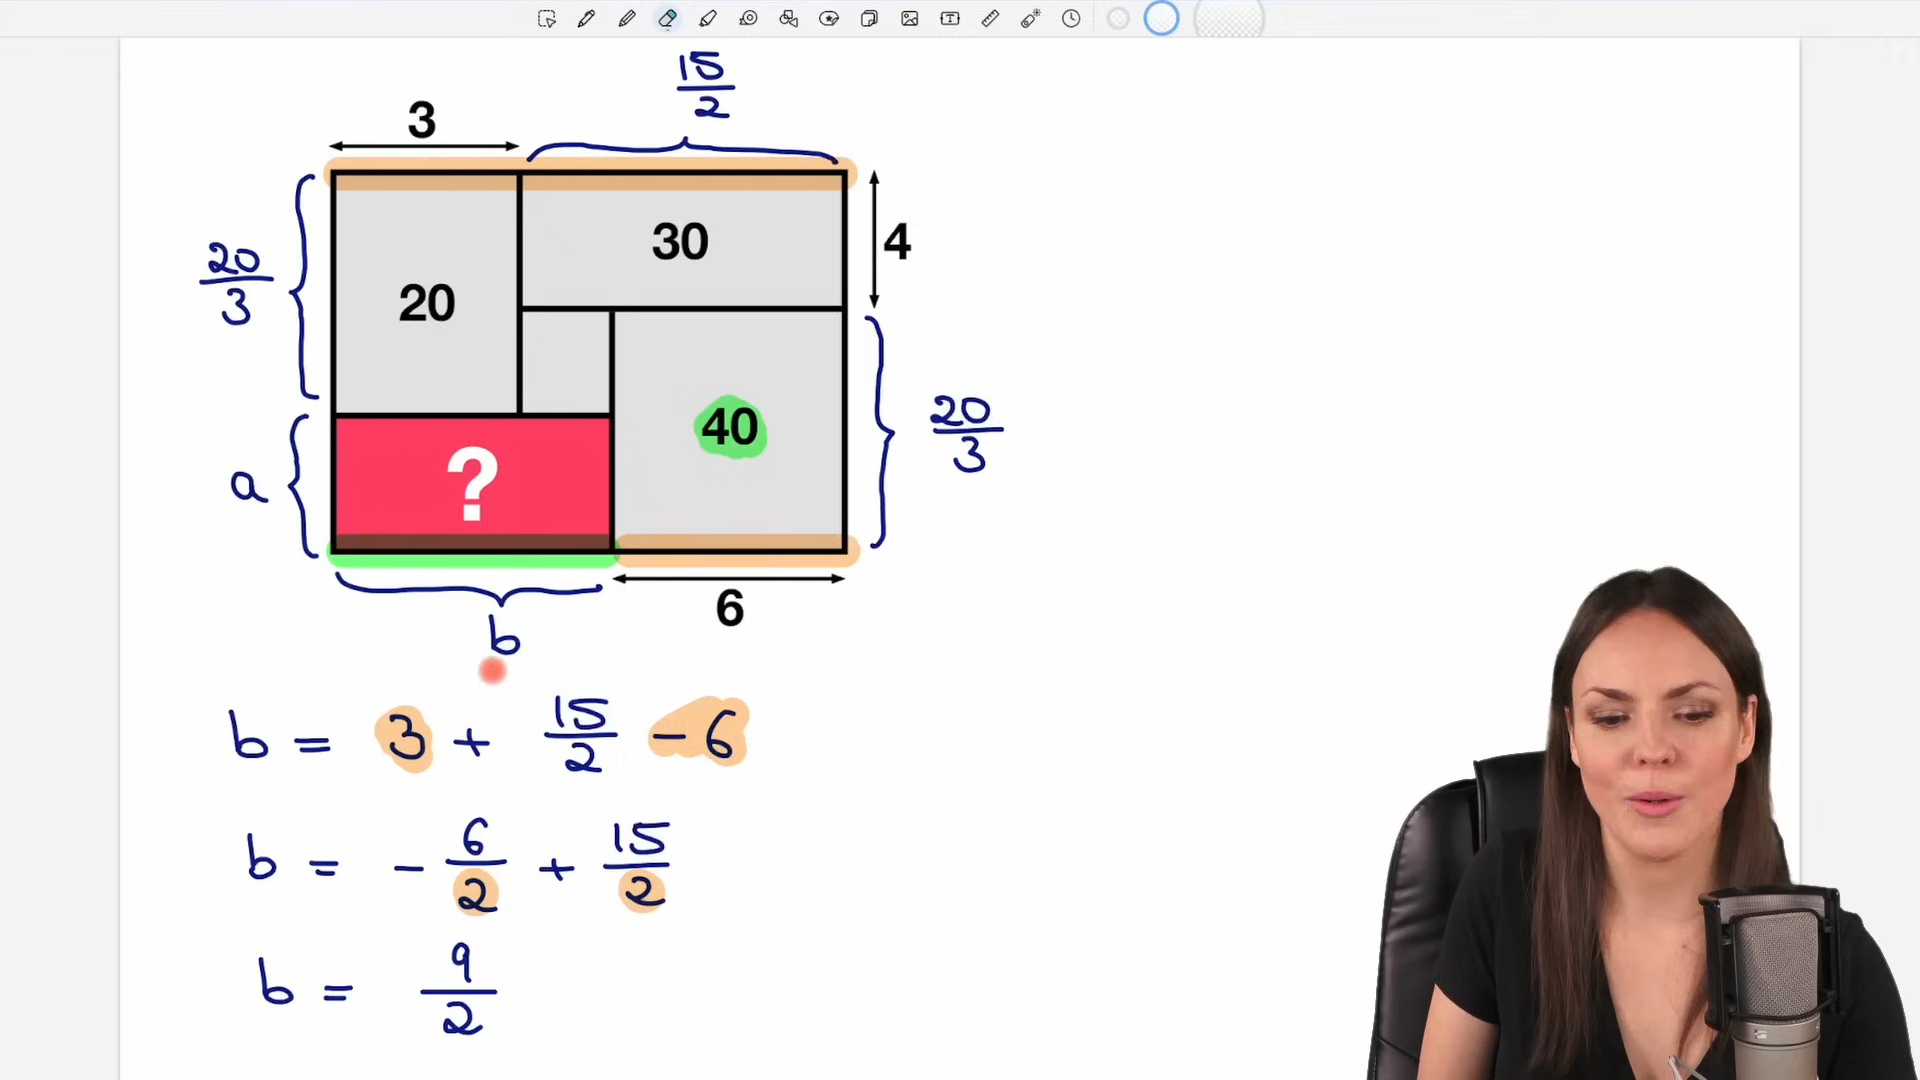 15/2
3
30
4
20/3
20
40
20/3
a
?
6
b
b = 3 + 15/2 - 6
b = - 6/2 + 15/2
b = 9/2